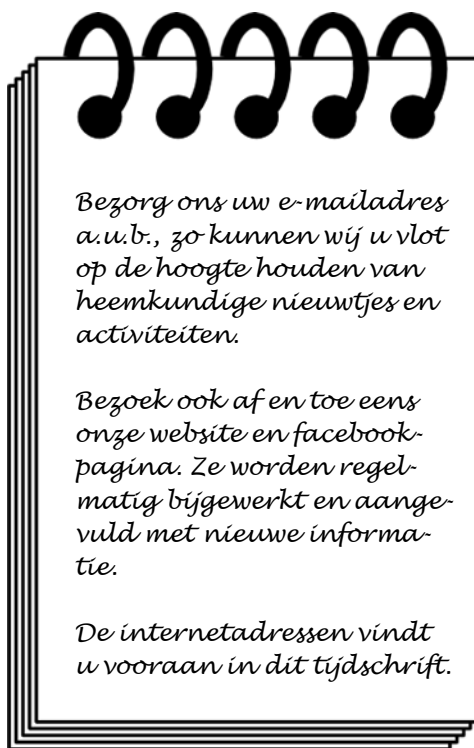 Bezorg ons uw e-mailadres
a.u.b., zo kunnen wij u vlot
op de hoogte houden van
heemkundige nieuwtjes en
activiteiten.
Bezoek ook af en toe eens
onze website en facebook-
pagina. Ze worden regel-
matig bijgewerkt en aange-
vuld met nieuwe informa-
tie.
De internetadressen vindt
u vooraan in dit tijdschrift.